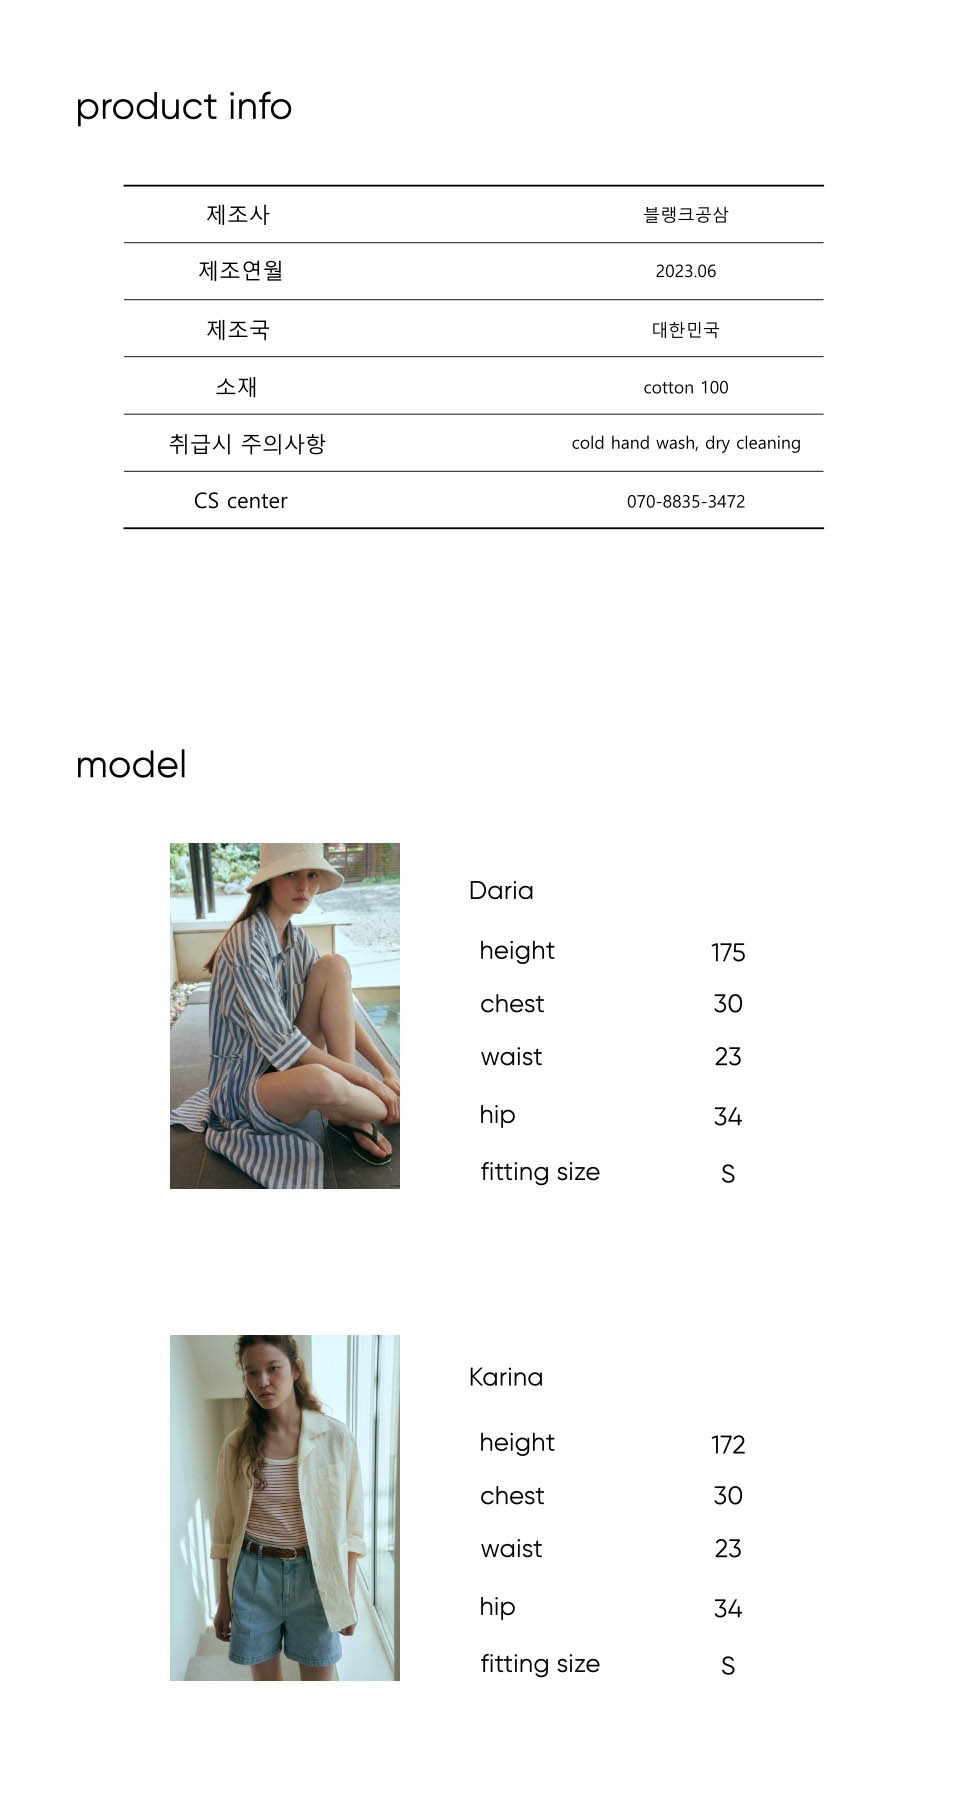 product info
제조사 블랭크공삼
제조연월 2023.06
제조국 대한민국
소재 cotton 100
취급시 주의사항 cold hand wash, dry cleaning
CS center 070-8835-3472
model
Daria
height 175
chest 30
waist 23
hip 34
fitting size S
Karina
height 172
chest 30
waist 23
hip 34
fitting size S